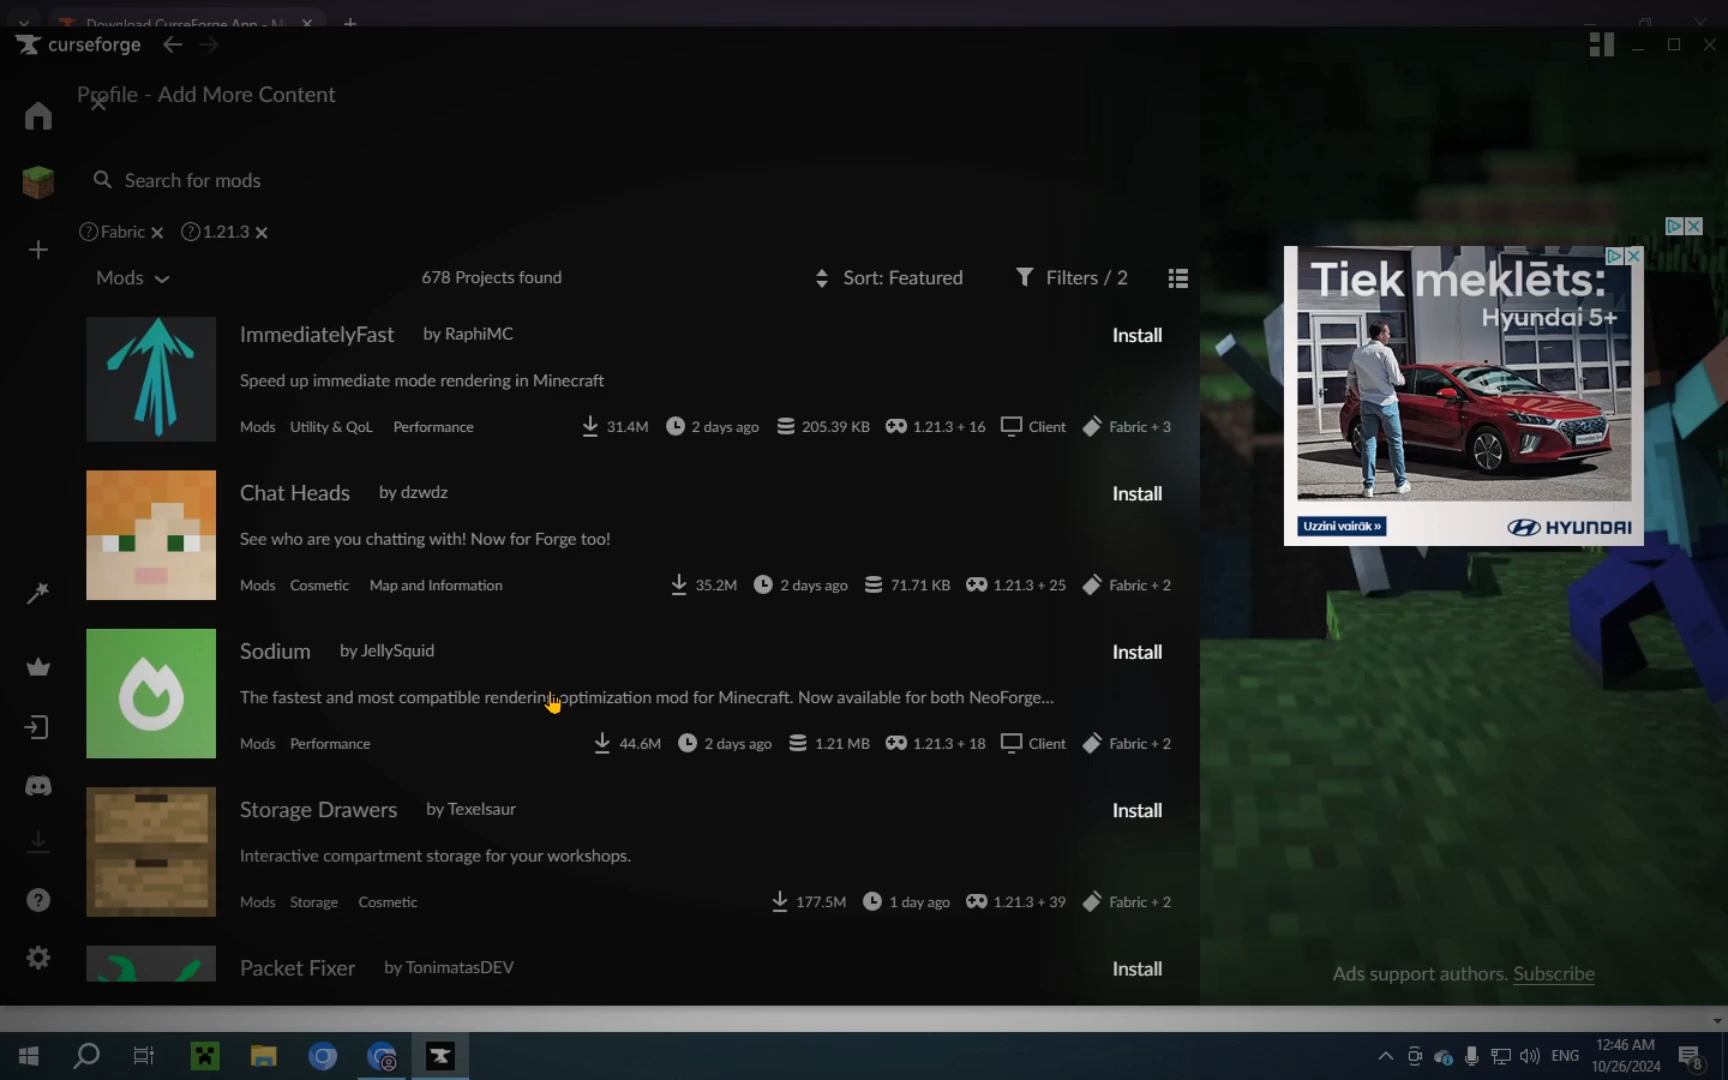 Download CurseForge App - M
curseforge
Profile - Add More Content
Search for mods
Fabric
1.21.3
Mods
678 Projects found
Sort: Featured
Filters / 2
ImmediatelyFast by RaphiMC
Install
Speed up immediate mode rendering in Minecraft
Mods Utility & QoL Performance
31.4M 2 days ago 205.39 KB 1.21.3 + 16 Client Fabric + 3
Chat Heads by dzwdz
Install
See who are you chatting with! Now for Forge too!
Mods Cosmetic Map and Information
35.2M 2 days ago 71.71 KB 1.21.3 + 25 Fabric + 2
Sodium by JellySquid
Install
The fastest and most compatible rendering optimization mod for Minecraft. Now available for both NeoForge...
Mods Performance
44.6M 2 days ago 1.21 MB 1.21.3 + 18 Client Fabric + 2
Storage Drawers by Texelsaur
Install
Interactive compartment storage for your workshops.
Mods Storage Cosmetic
177.5M 1 day ago 1.21.3 + 39 Fabric + 2
Packet Fixer by TonimatasDEV
Install
Tiek meklēts:
Hyundai 5+
Uzzini vairāk »
HYUNDAI
Ads support authors. Subscribe
ENG
12:46 AM
10/26/2024
8